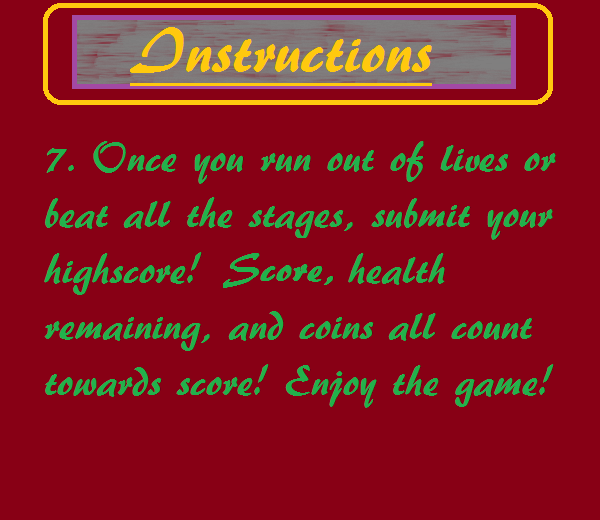 Instructions
7. Once you run out of lives or
beat all the stages, submit your
highscore! Score, health
remaining, and coins all count
towards score! Enjoy the game!